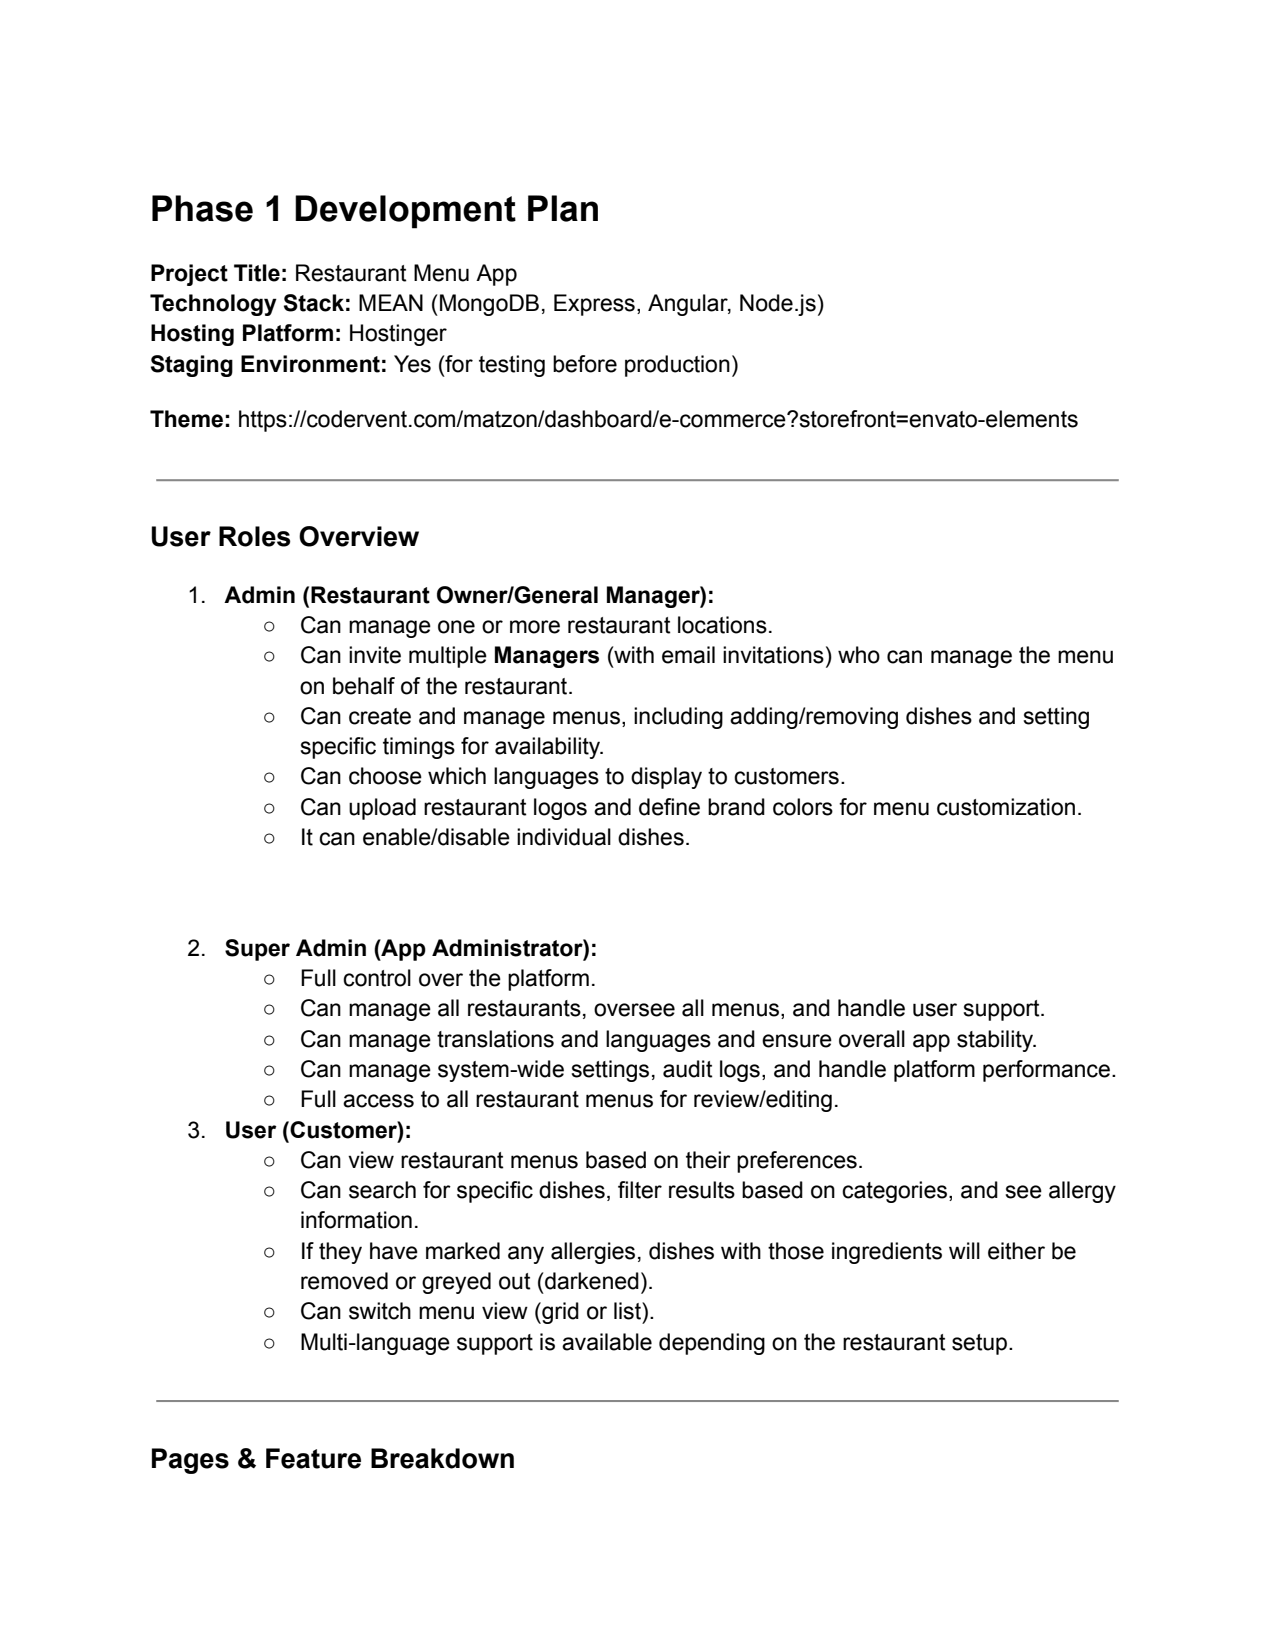 Phase 1 Development Plan
Project Title: Restaurant Menu App
Technology Stack: MEAN (MongoDB, Express, Angular, Node.js)
Hosting Platform: Hostinger
Staging Environment: Yes (for testing before production)
Theme: https://codervent.com/matzon/dashboard/e-commerce?storefront=envato-elements
User Roles Overview
1. Admin (Restaurant Owner/General Manager):
○ Can manage one or more restaurant locations.
○ Can invite multiple Managers (with email invitations) who can manage the menu
on behalf of the restaurant.
○ Can create and manage menus, including adding/removing dishes and setting
specific timings for availability.
○ Can choose which languages to display to customers.
○ Can upload restaurant logos and define brand colors for menu customization.
○ It can enable/disable individual dishes.
2. Super Admin (App Administrator):
○ Full control over the platform.
○ Can manage all restaurants, oversee all menus, and handle user support.
○ Can manage translations and languages and ensure overall app stability.
○ Can manage system-wide settings, audit logs, and handle platform performance.
○ Full access to all restaurant menus for review/editing.
3. User (Customer):
○ Can view restaurant menus based on their preferences.
○ Can search for specific dishes, filter results based on categories, and see allergy
information.
○ If they have marked any allergies, dishes with those ingredients will either be
removed or greyed out (darkened).
○ Can switch menu view (grid or list).
○ Multi-language support is available depending on the restaurant setup.
Pages & Feature Breakdown